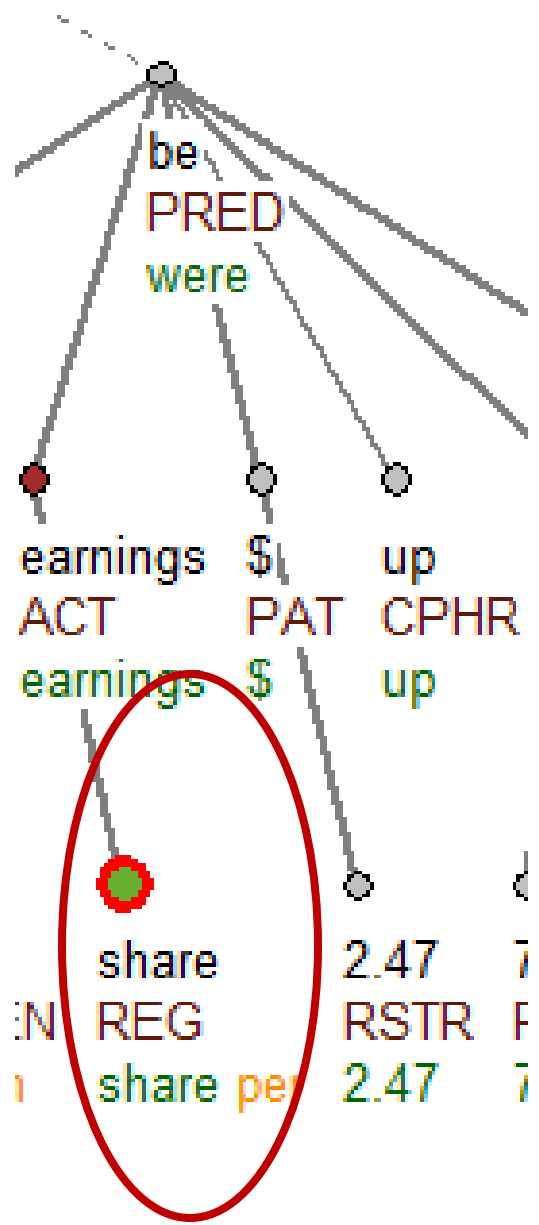 be
PRED
were
earnings $ up
ACT PAT CPHR
earnings $ up
share 2.47
REG RSTR
share per 2.47